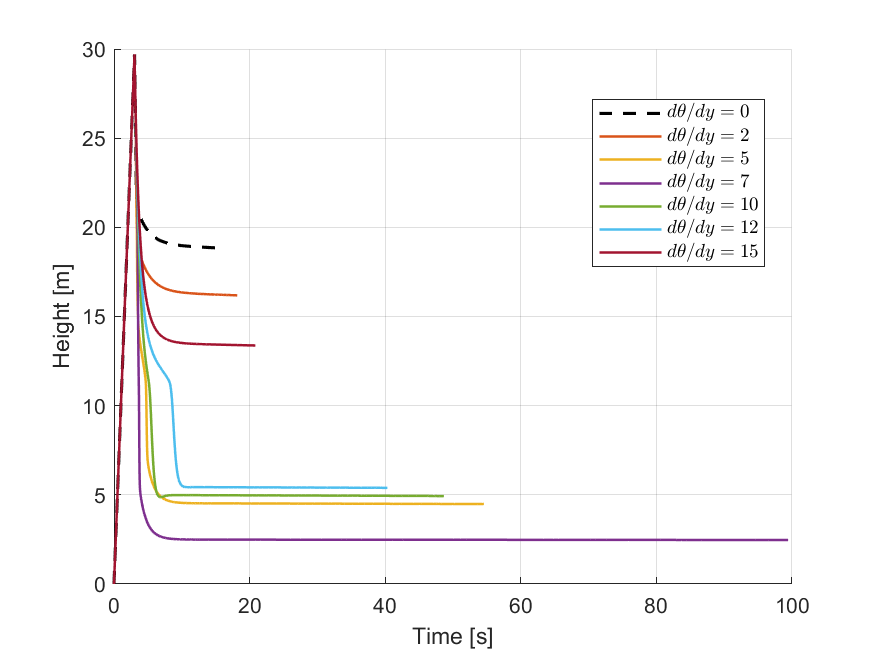 30
25
20
15
10
5
0
Height [m]
0 20 40 60 80 100
Time [s]
dθ/dy = 0
dθ/dy = 2
dθ/dy = 5
dθ/dy = 7
dθ/dy = 10
dθ/dy = 12
dθ/dy = 15